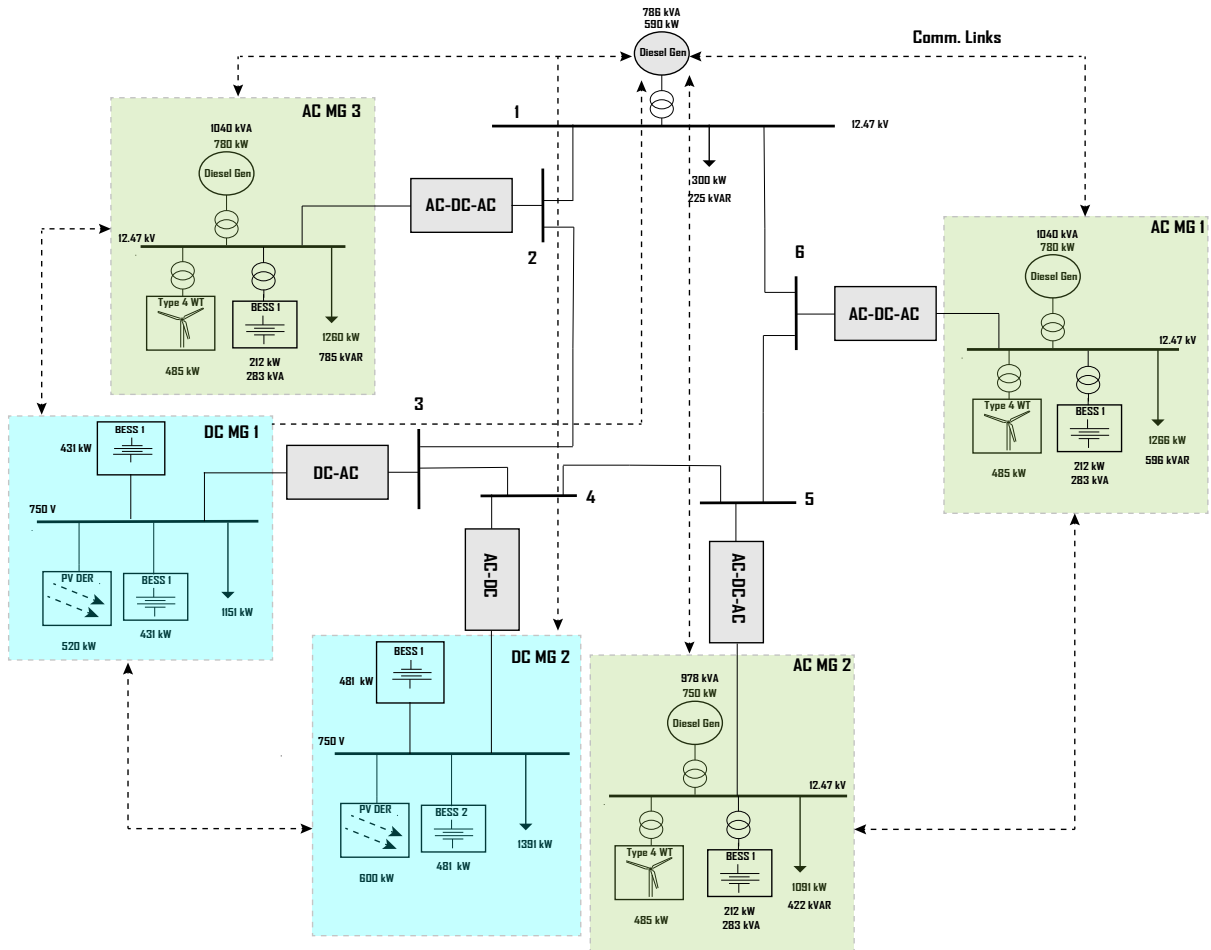 786 kVA
590 kW
Diesel Gen
Comm. Links
1
12.47 kV
300 kW
225 kVAR
AC MG 3
1040 kVA
780 kW
Diesel Gen
12.47 kV
Type 4 WT
485 kW
BESS 1
212 kW
283 kVA
1260 kW
785 kVAR
AC-DC-AC
2
6
AC-DC-AC
AC MG 1
1040 kVA
780 kW
Diesel Gen
12.47 kV
Type 4 WT
485 kW
BESS 1
212 kW
283 kVA
1266 kW
596 kVAR
DC MG 1
BESS 1
431 kW
750 V
PV DER
520 kW
BESS 1
431 kW
1151 kW
DC-AC
3
4
5
AC-DC
AC-DC-AC
DC MG 2
BESS 1
481 kW
750 V
PV DER
600 kW
BESS 2
481 kW
1391 kW
AC MG 2
978 kVA
750 kW
Diesel Gen
12.47 kV
Type 4 WT
485 kW
BESS 1
212 kW
283 kVA
1091 kW
422 kVAR